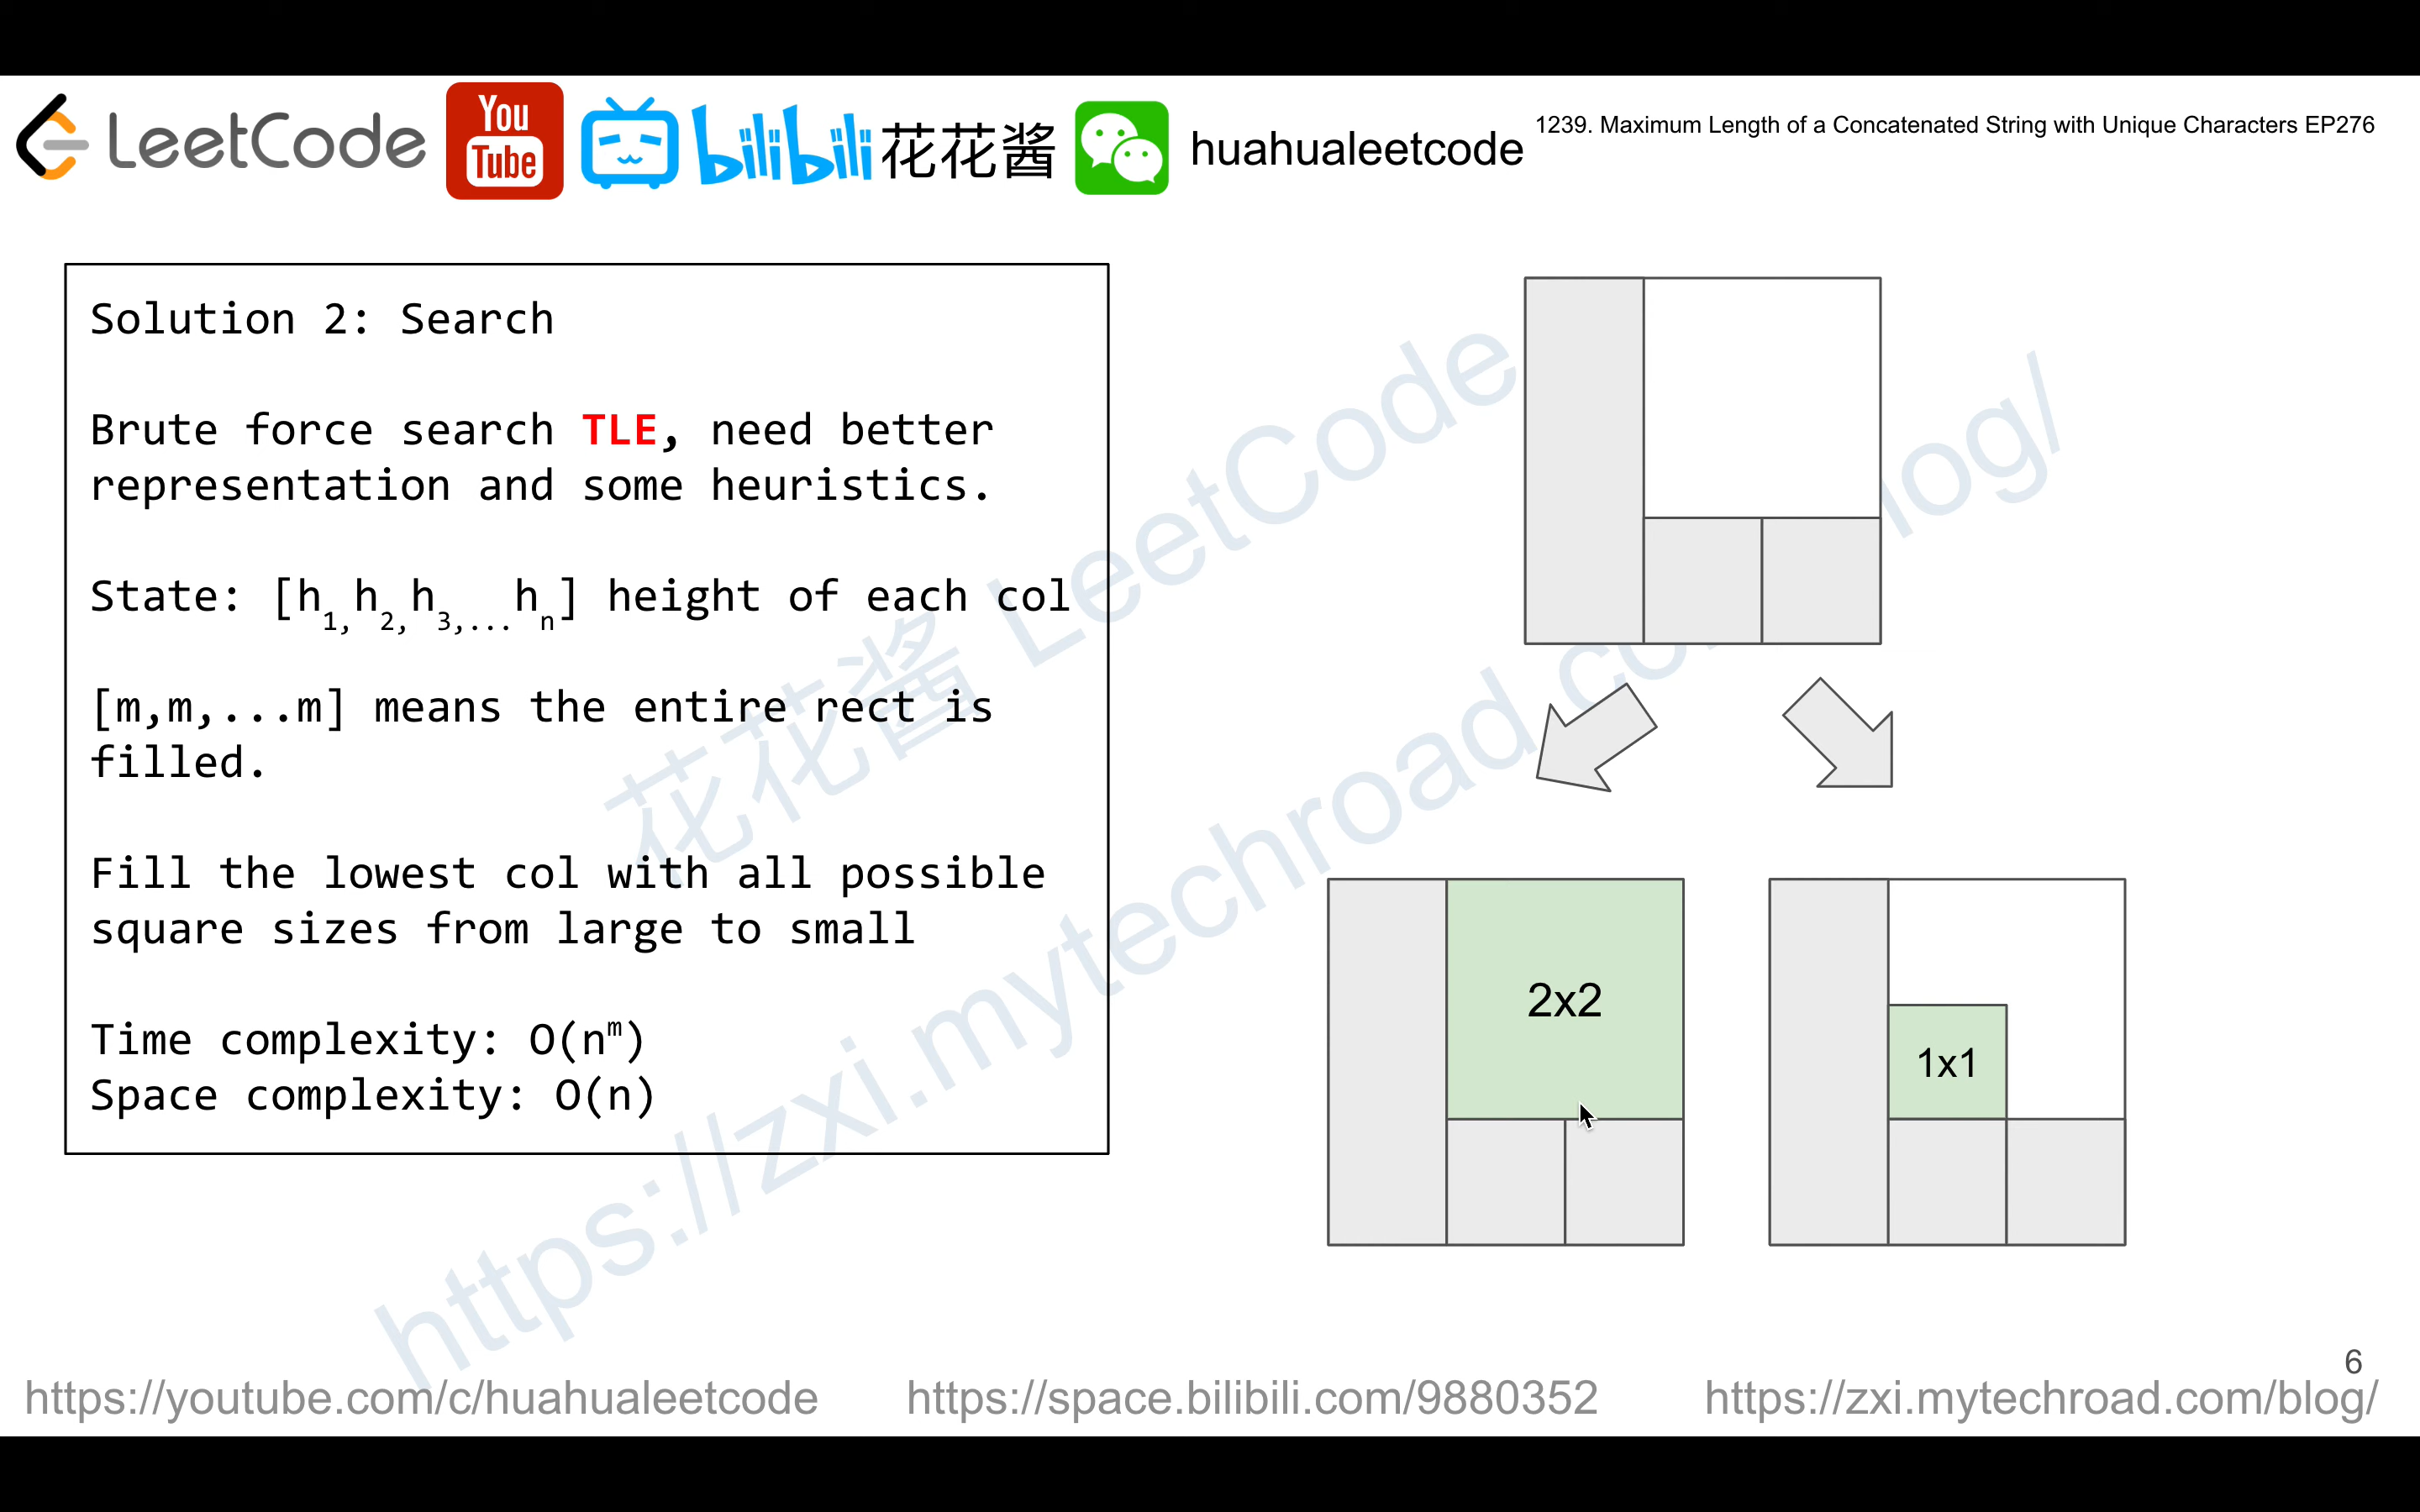 LeetCode You Tube bilibili 花花酱 huahualeetcode 1239. Maximum Length of a Concatenated String with Unique Characters EP276
Solution 2: Search
Brute force search TLE, need better
representation and some heuristics.
State: [h1, h2, h3,... hn] height of each col
[m,m,...m] means the entire rect is
filled.
Fill the lowest col with all possible
square sizes from large to small
Time complexity: O(n^m)
Space complexity: O(n)
2x2
1x1
花花酱 LeetCode
https://zxi.mytechroad.co log/
6
https://youtube.com/c/huahualeetcode https://space.bilibili.com/9880352 https://zxi.mytechroad.com/blog/